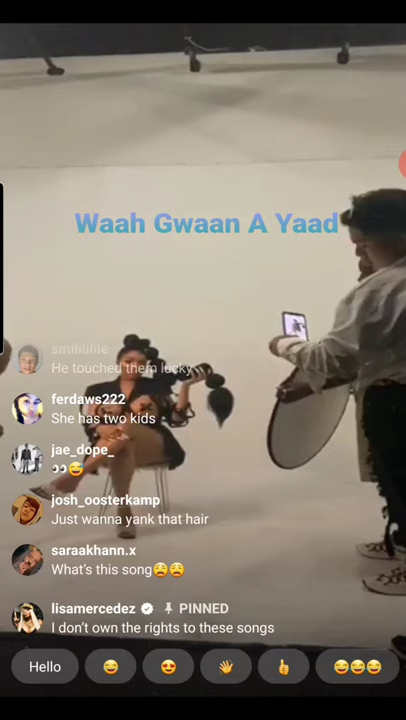 Waah Gwaan A Yaad
smilililie
He touched them lucky
ferdaws222
She has two kids
jae_dope_
👀😅
josh_oosterkamp
Just wanna yank that hair
saraakhann.x
What's this song😩😩
lisamercedez PINNED
I don't own the rights to these songs
Hello 😂 😍 👋 👍 😂😂😂